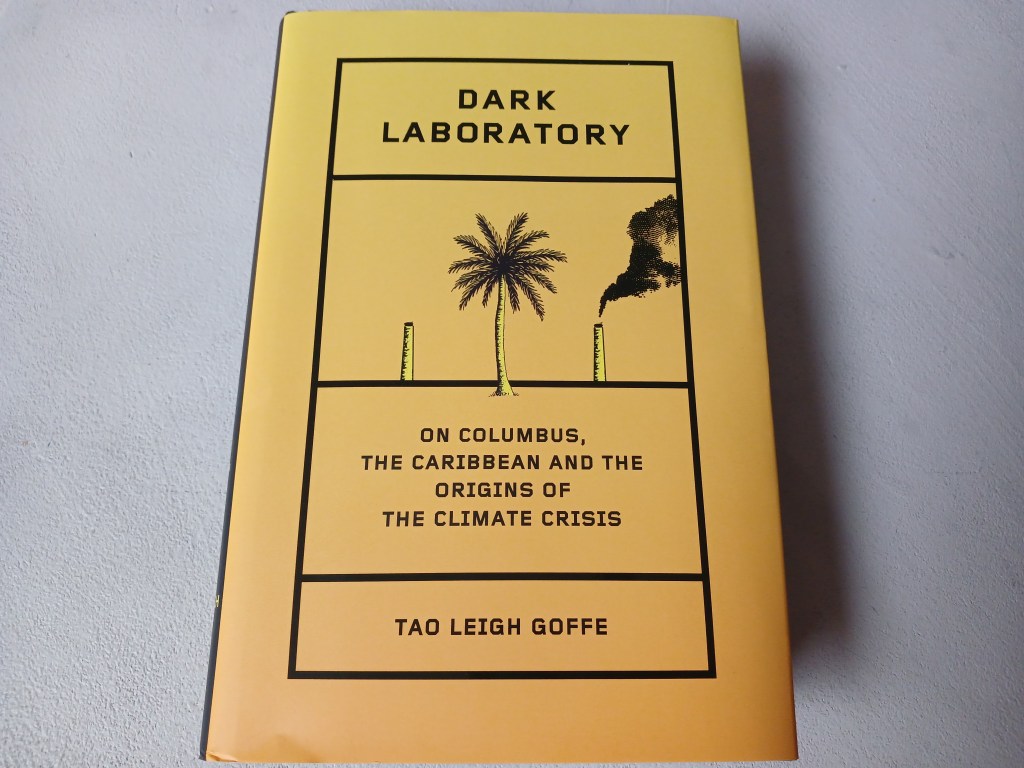 DARK
LABORATORY
ON COLUMBUS,
THE CARIBBEAN AND THE
ORIGINS OF
THE CLIMATE CRISIS
TAO LEIGH GOFFE